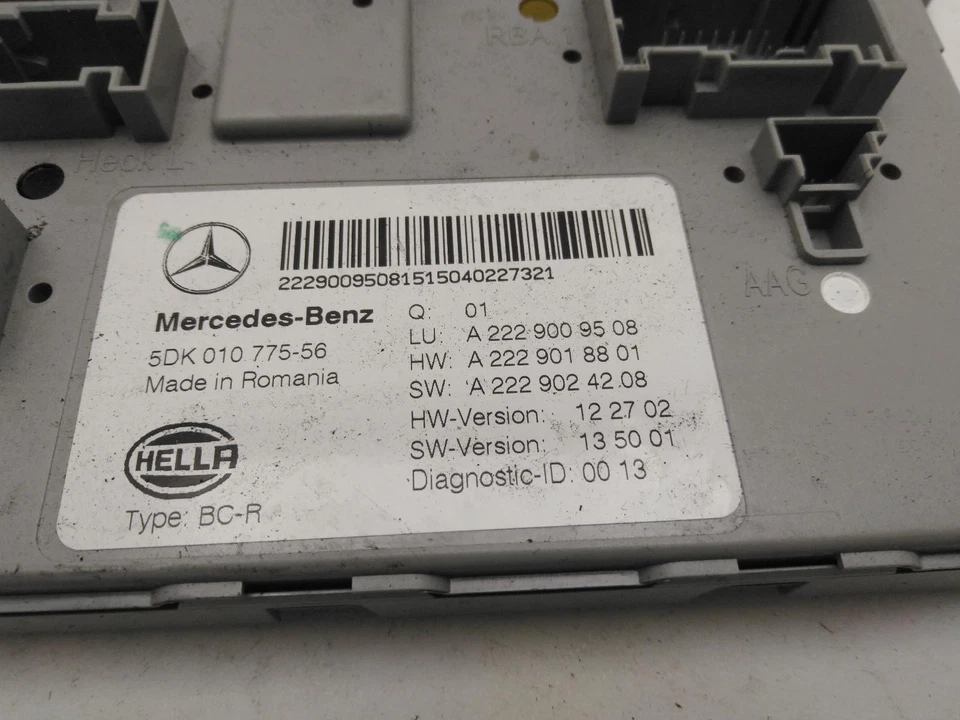 RBA
Heck L
AAG
22290095081515040227321
Mercedes-Benz
5DK 010 775-56
Made in Romania
HELLA
Type: BC-R
Q: 01
LU: A 222 900 95 08
HW: A 222 901 88 01
SW: A 222 902 42 08
HW-Version: 12 27 02
SW-Version: 13 50 01
Diagnostic-ID: 00 13